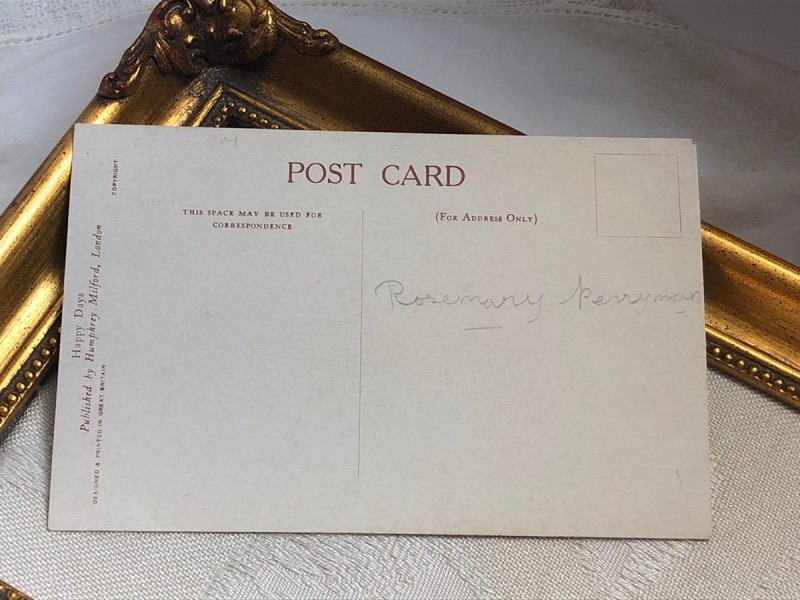 POST CARD
THIS SPACE MAY BE USED FOR
CORRESPONDENCE
(For Address Only)
Rosemary Perryman
COPYRIGHT
Happy Days
Published by Humphrey Milford, London
DESIGNED & PRINTED IN GREAT BRITAIN